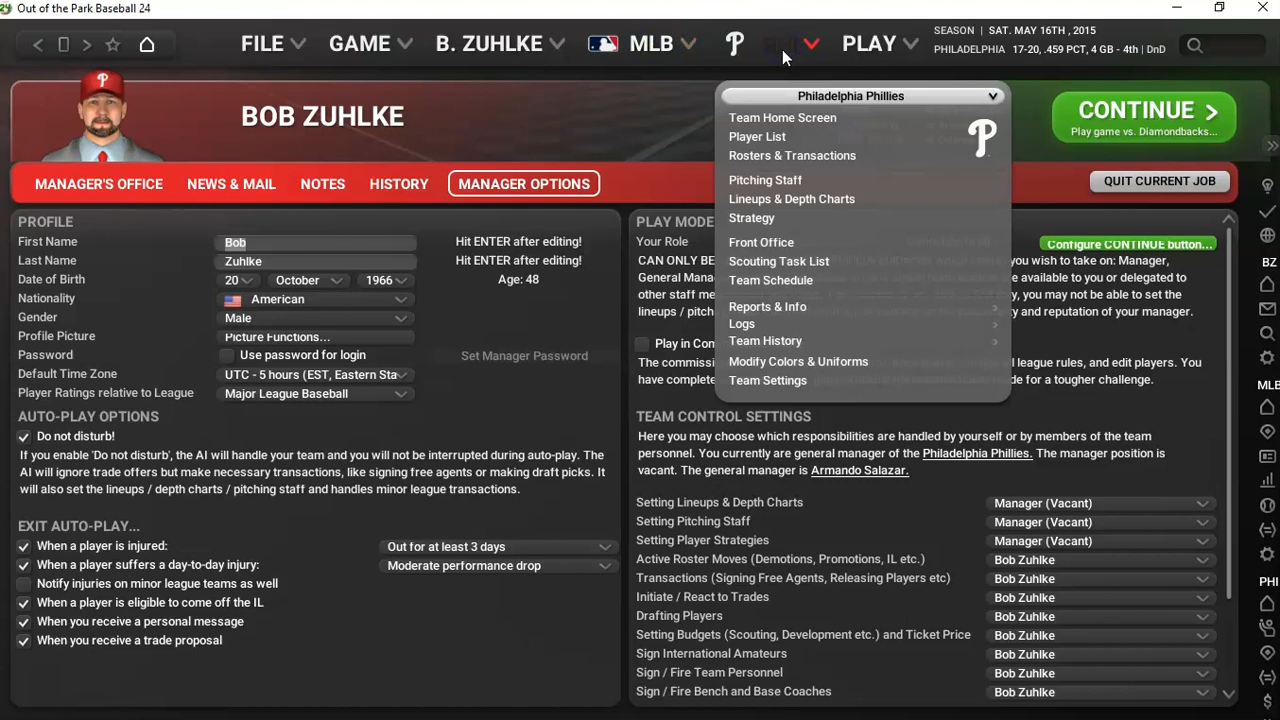 Out of the Park Baseball 24
FILE
GAME
B. ZUHLKE
MLB
PLAY
SEASON | SAT. MAY 16TH , 2015
PHILADELPHIA 17-20, .459 PCT, 4 GB - 4th | DnD
BOB ZUHLKE
CONTINUE
Play game vs. Diamondbacks...
MANAGER'S OFFICE
NEWS & MAIL
NOTES
HISTORY
MANAGER OPTIONS
QUIT CURRENT JOB
Philadelphia Phillies
Team Home Screen
Player List
Rosters & Transactions
Pitching Staff
Lineups & Depth Charts
Strategy
Front Office
Scouting Task List
Team Schedule
Reports & Info
Logs
Team History
Modify Colors & Uniforms
Team Settings
PROFILE
First Name Bob Hit ENTER after editing!
Last Name Zuhlke Hit ENTER after editing!
Date of Birth 20 October 1966 Age: 48
Nationality American
Gender Male
Profile Picture Picture Functions...
Password Use password for login Set Manager Password
Default Time Zone UTC - 5 hours (EST, Eastern Sta
Player Ratings relative to League Major League Baseball
AUTO-PLAY OPTIONS
Do not disturb!
If you enable 'Do not disturb', the AI will handle your team and you will not be interrupted during auto-play. The
AI will ignore trade offers but make necessary transactions, like signing free agents or making draft picks. It
will also set the lineups / depth charts / pitching staff and handles minor league transactions.
EXIT AUTO-PLAY...
When a player is injured: Out for at least 3 days
When a player suffers a day-to-day injury: Moderate performance drop
Notify injuries on minor league teams as well
When a player is eligible to come off the IL
When you receive a personal message
When you receive a trade proposal
PLAY MODE
Your Role
Configure CONTINUE button...
CAN ONLY BE you wish to take on: Manager,
General Mana are available to you or delegated to
other staff me , you may not be able to set the
lineups / pitch and reputation of your manager.
Play in Com
The commissi all league rules, and edit players. You
have complete made for a tougher challenge.
TEAM CONTROL SETTINGS
Here you may choose which responsibilities are handled by yourself or by members of the team
personnel. You currently are general manager of the Philadelphia Phillies. The manager position is
vacant. The general manager is Armando Salazar.
Setting Lineups & Depth Charts Manager (Vacant)
Setting Pitching Staff Manager (Vacant)
Setting Player Strategies Manager (Vacant)
Active Roster Moves (Demotions, Promotions, IL etc.) Bob Zuhlke
Transactions (Signing Free Agents, Releasing Players etc) Bob Zuhlke
Initiate / React to Trades Bob Zuhlke
Drafting Players Bob Zuhlke
Setting Budgets (Scouting, Development etc.) and Ticket Price Bob Zuhlke
Sign International Amateurs Bob Zuhlke
Sign / Fire Team Personnel Bob Zuhlke
Sign / Fire Bench and Base Coaches Bob Zuhlke
BZ
MLB
PHI